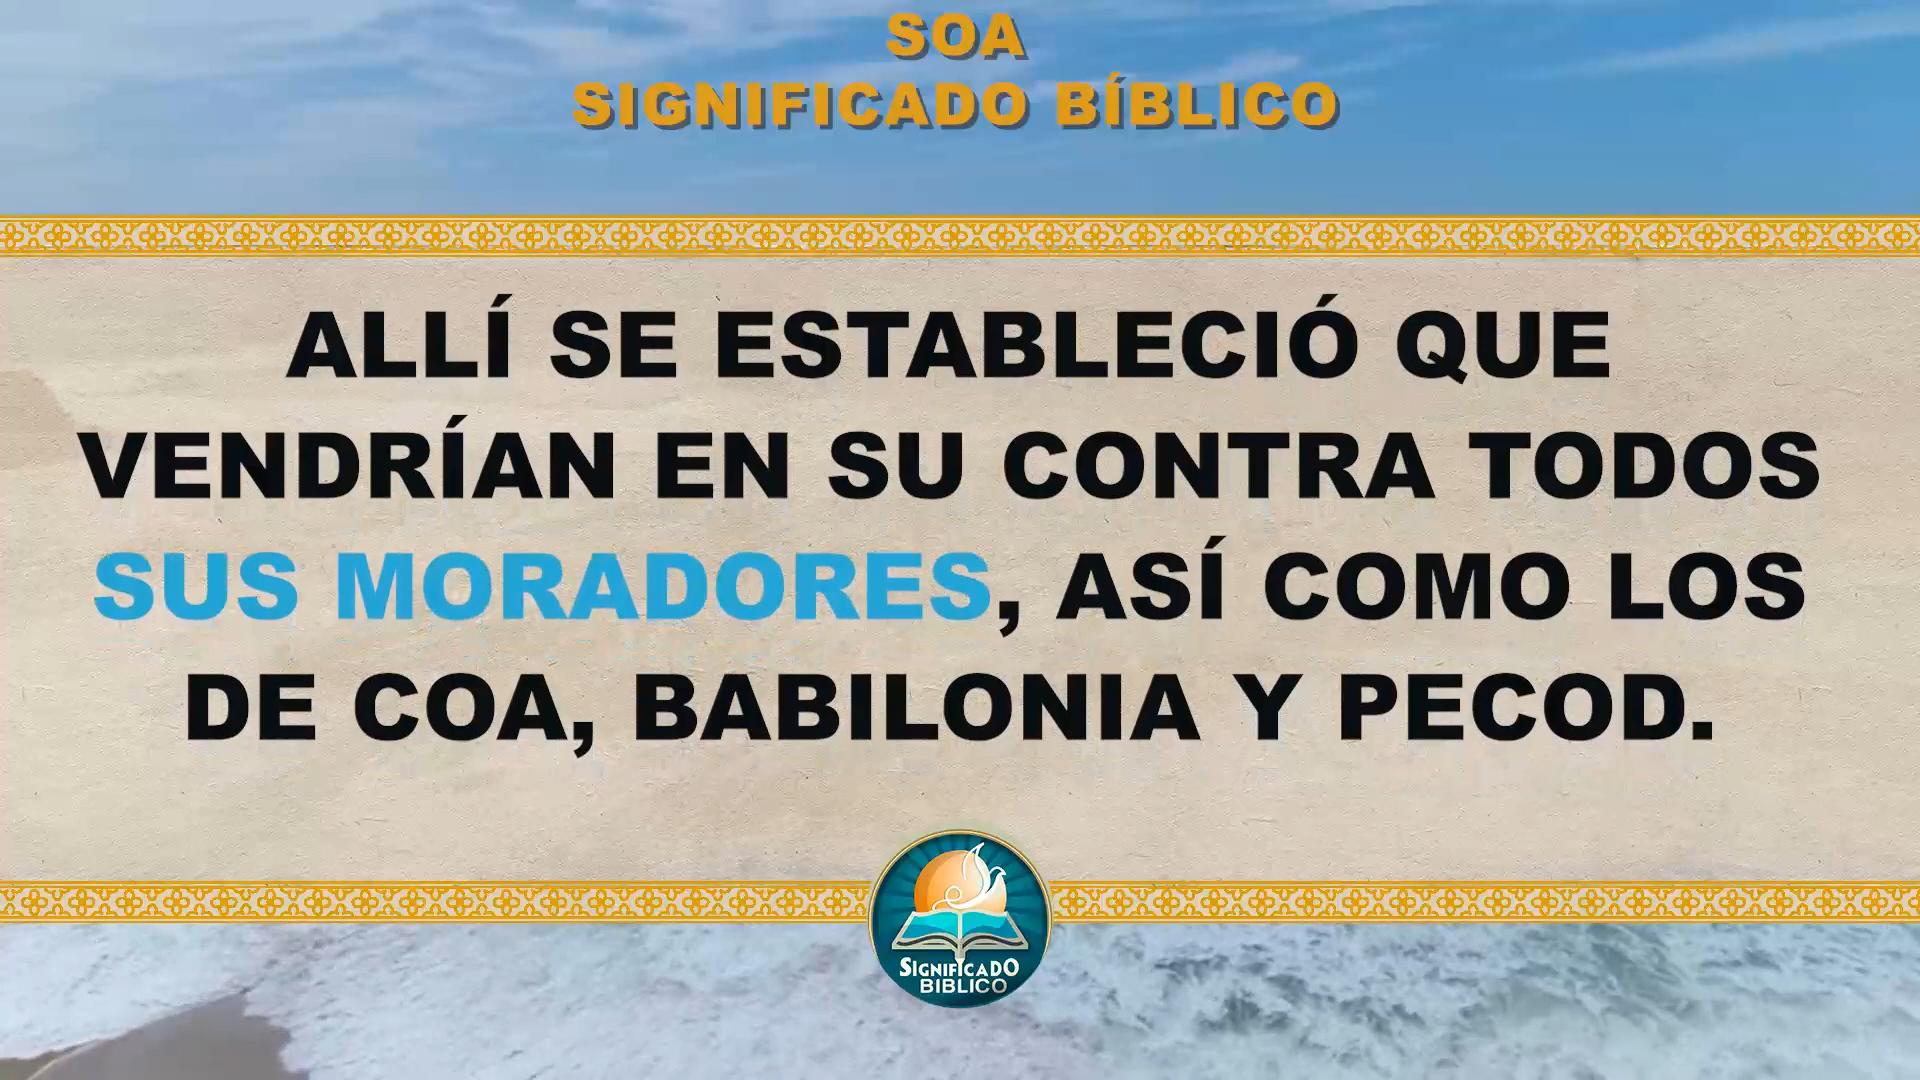 SOA
SIGNIFICADO BÍBLICO
ALLÍ SE ESTABLECIÓ QUE
VENDRÍAN EN SU CONTRA TODOS
SUS MORADORES, ASÍ COMO LOS
DE COA, BABILONIA Y PECOD.
SIGNIFICADO
BIBLICO